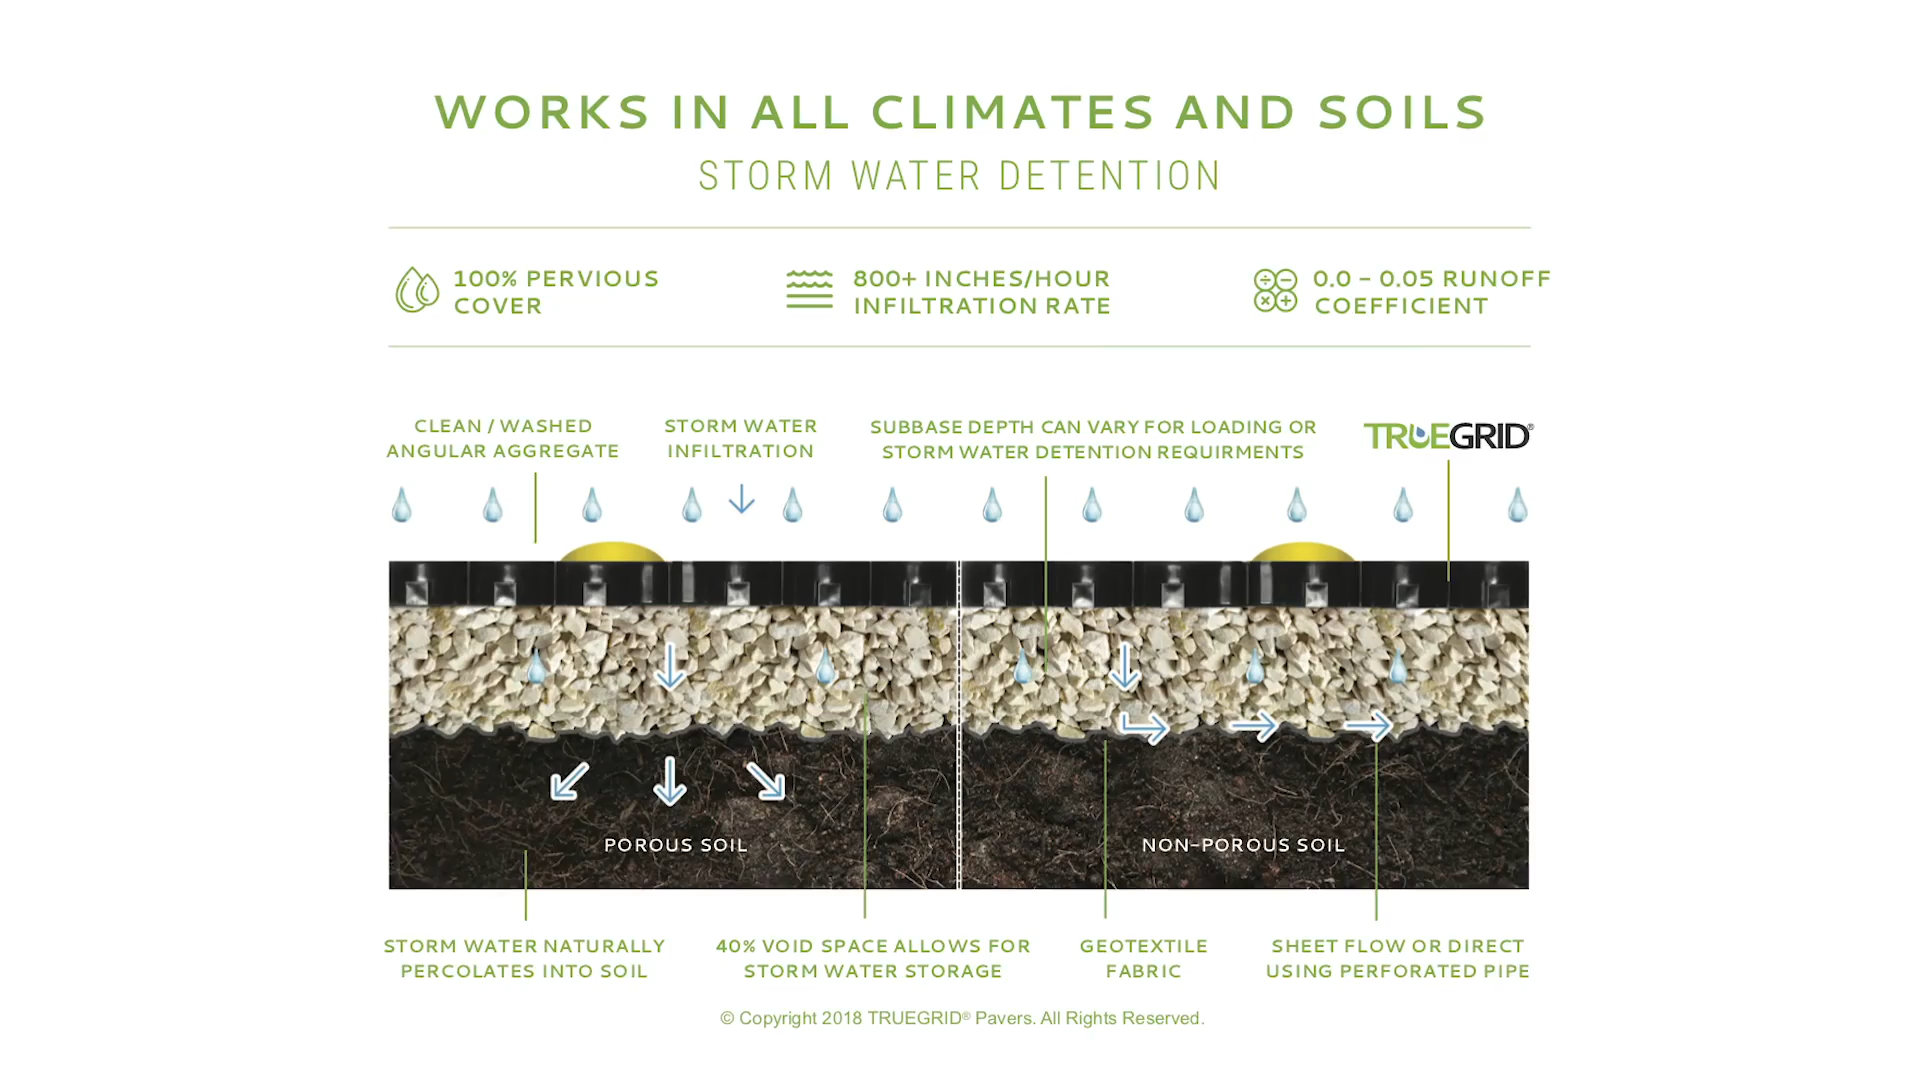 WORKS IN ALL CLIMATES AND SOILS
STORM WATER DETENTION
100% PERVIOUS
COVER
800+ INCHES/HOUR
INFILTRATION RATE
0.0 – 0.05 RUNOFF
COEFFICIENT
CLEAN / WASHED
ANGULAR AGGREGATE
STORM WATER
INFILTRATION
SUBBASE DEPTH CAN VARY FOR LOADING OR
STORM WATER DETENTION REQUIRMENTS
TRUEGRID®
POROUS SOIL
NON-POROUS SOIL
STORM WATER NATURALLY
PERCOLATES INTO SOIL
40% VOID SPACE ALLOWS FOR
STORM WATER STORAGE
GEOTEXTILE
FABRIC
SHEET FLOW OR DIRECT
USING PERFORATED PIPE
© Copyright 2018 TRUEGRID® Pavers. All Rights Reserved.